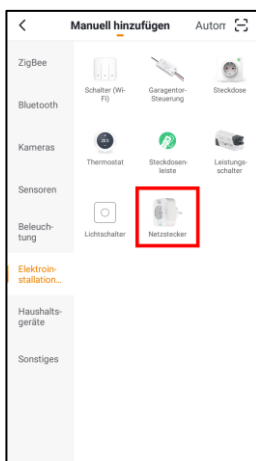 Manuell hinzufügen Autom
ZigBee
Bluetooth
Kameras
Sensoren
Beleuch-
tung
Elektroin-
stallation...
Haushalts-
geräte
Sonstiges
Schalter (Wi-
Fi)
Garagentor-
Steuerung
Steckdose
Thermostat
Steckdosen-
leiste
Leistungs-
schalter
Lichtschalter
Netzstecker